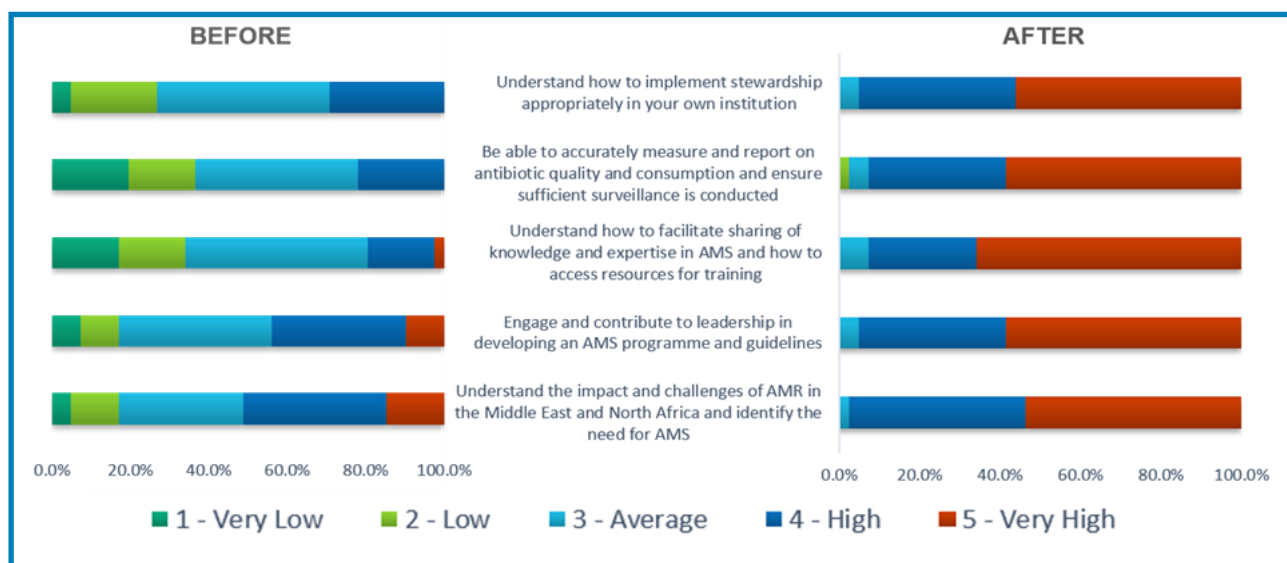 BEFORE
AFTER
Understand how to implement stewardship
appropriately in your own institution
Be able to accurately measure and report on
antibiotic quality and consumption and ensure
sufficient surveillance is conducted
Understand how to facilitate sharing of
knowledge and expertise in AMS and how to
access resources for training
Engage and contribute to leadership in
developing an AMS programme and guidelines
Understand the impact and challenges of AMR in
the Middle East and North Africa and identify the
need for AMS
0.0% 20.0% 40.0% 60.0% 80.0% 100.0%
0.0% 20.0% 40.0% 60.0% 80.0% 100.0%
1 - Very Low 2 - Low 3 - Average 4 - High 5 - Very High